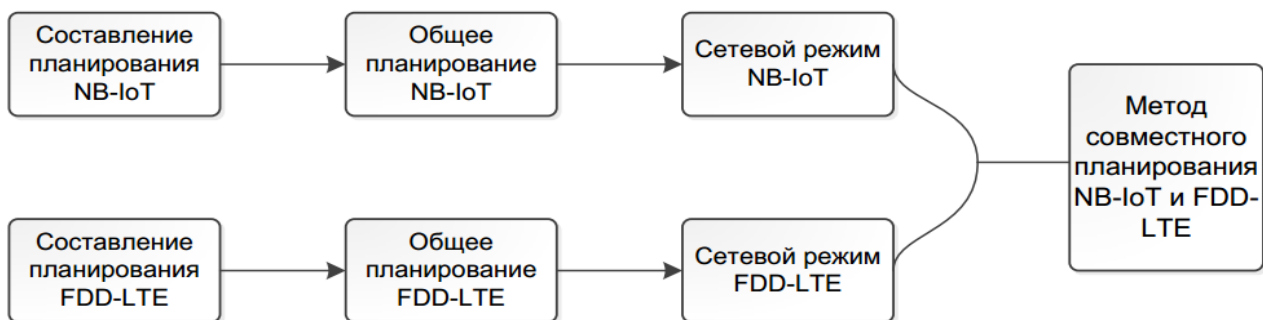 Составление
планирования
NB-IoT
Общее
планирование
NB-IoT
Сетевой режим
NB-IoT
Метод
совместного
планирования
NB-IoT и FDD-
LTE
Составление
планирования
FDD-LTE
Общее
планирование
FDD-LTE
Сетевой режим
FDD-LTE